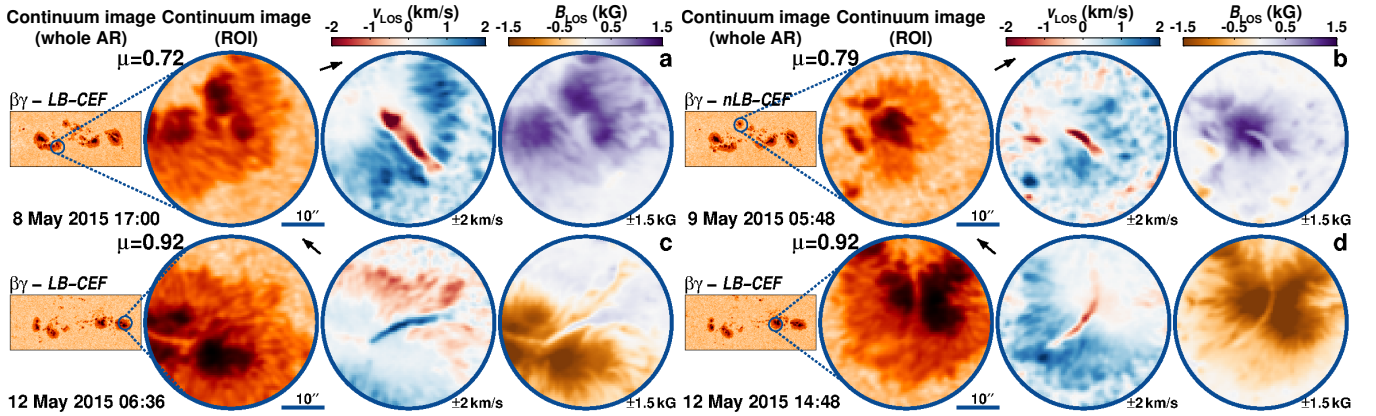 Continuum image Continuum image
(whole AR) (ROI)
v LOS (km/s)
-2 -1 0 1 2
B LOS (kG)
-1.5 -0.5 0.5 1.5
μ=0.72
a
βγ – LB–CEF
8 May 2015 17:00
10″
±2 km/s
±1.5 kG
Continuum image Continuum image
(whole AR) (ROI)
v LOS (km/s)
-2 -1 0 1 2
B LOS (kG)
-1.5 -0.5 0.5 1.5
μ=0.79
b
βγ – nLB–CEF
9 May 2015 05:48
10″
±2 km/s
±1.5 kG
μ=0.92
c
βγ – LB–CEF
12 May 2015 06:36
10″
±2 km/s
±1.5 kG
μ=0.92
d
βγ – LB–CEF
12 May 2015 14:48
10″
±2 km/s
±1.5 kG